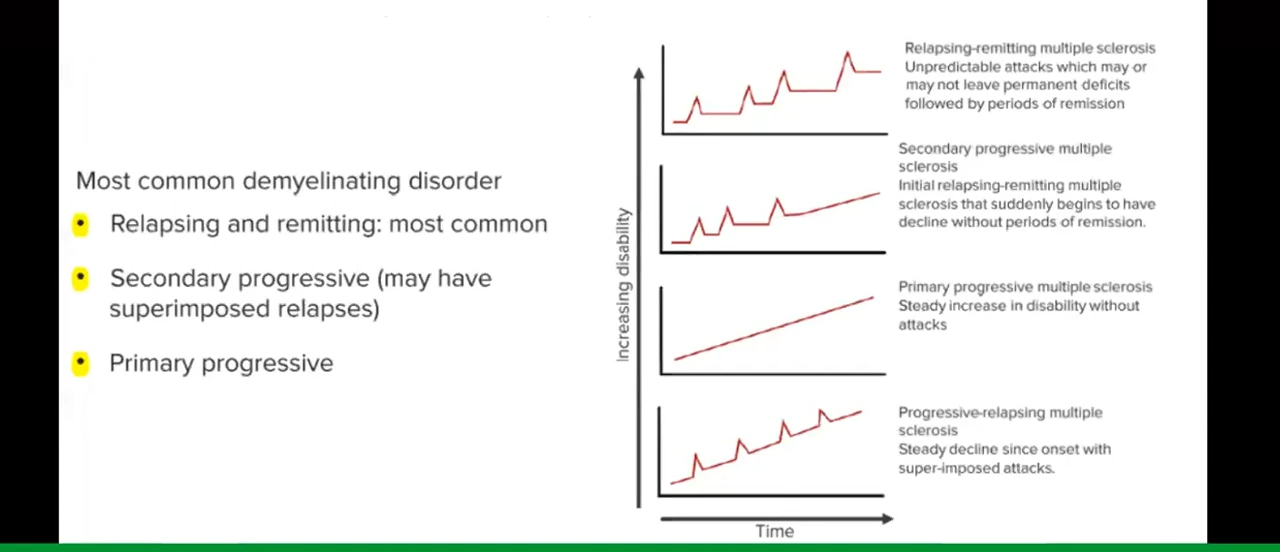 Most common demyelinating disorder
• Relapsing and remitting: most common
• Secondary progressive (may have
superimposed relapses)
• Primary progressive
Increasing disability
Relapsing-remitting multiple sclerosis
Unpredictable attacks which may or
may not leave permanent deficits
followed by periods of remission
Secondary progressive multiple
sclerosis
Initial relapsing-remitting multiple
sclerosis that suddenly begins to have
decline without periods of remission.
Primary progressive multiple sclerosis
Steady increase in disability without
attacks
Progressive-relapsing multiple
sclerosis
Steady decline since onset with
super-imposed attacks.
Time